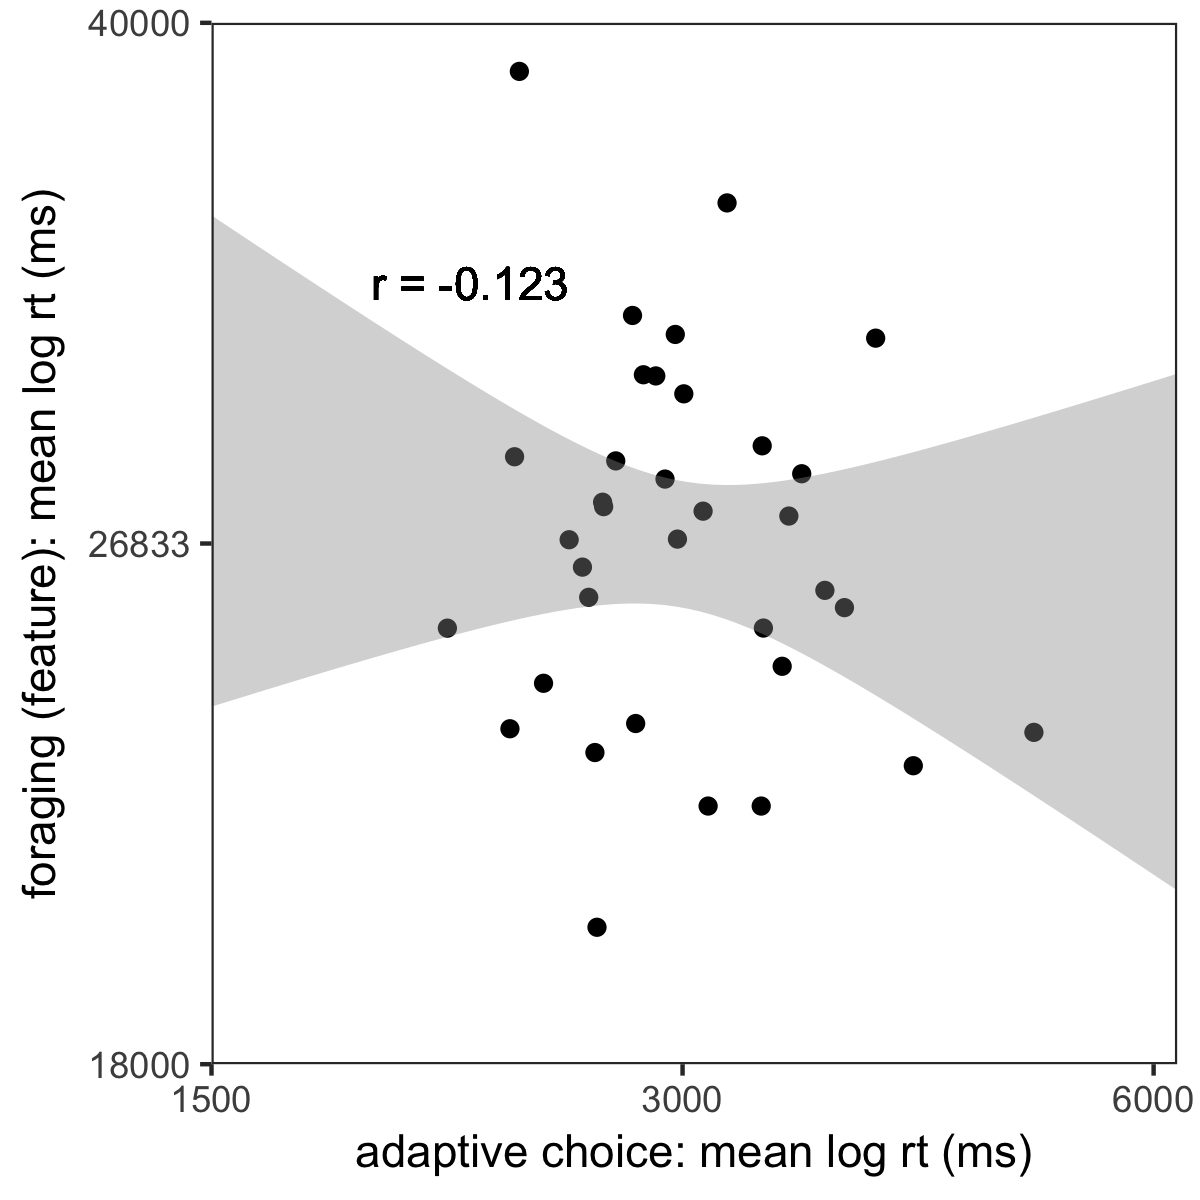 40000
r = -0.123
26833
18000
foraging (feature): mean log rt (ms)
1500 3000 6000
adaptive choice: mean log rt (ms)